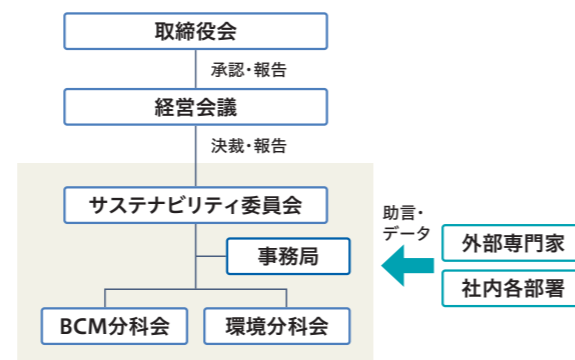 取締役会
承認・報告
経営会議
決裁・報告
サステナビリティ委員会
事務局
BCM分科会
環境分科会
助言・
データ
外部専門家
社内各部署